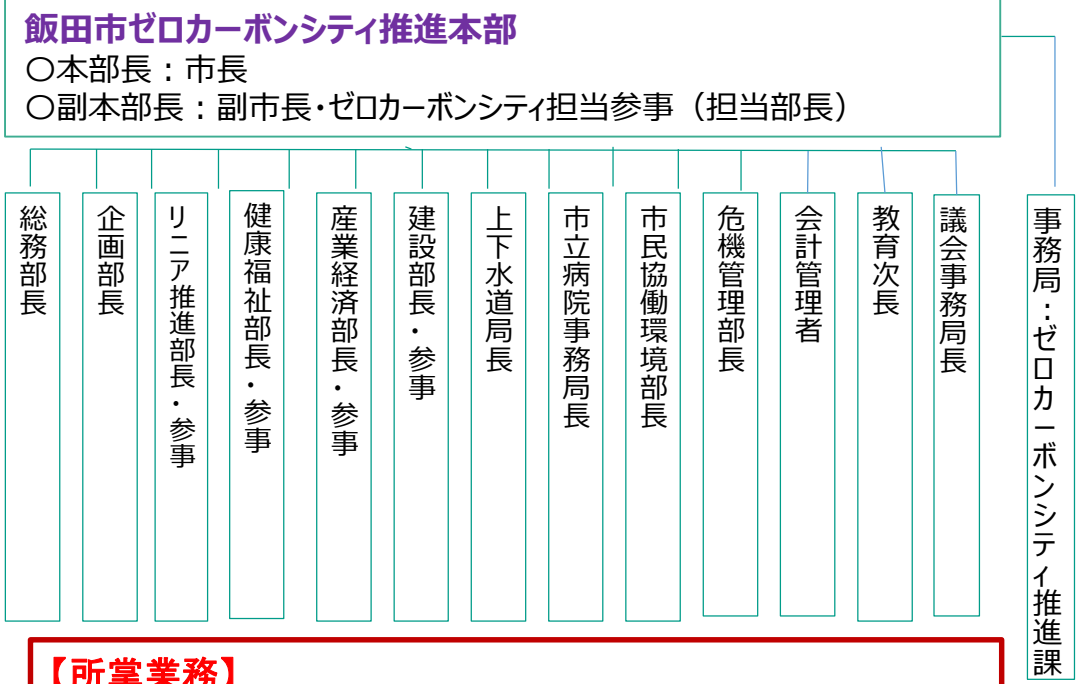 飯田市ゼロカーボンシティ推進本部
〇本部長：市長
〇副本部長：副市長・ゼロカーボンシティ担当参事（担当部長）
総務部長
企画部長
リニア推進部長・参事
健康福祉部長・参事
産業経済部長・参事
建設部長・参事
上下水道局長
市立病院事務局長
市民協働環境部長
危機管理部長
会計管理者
教育次長
議会事務局長
事務局：ゼロカーボンシティ推進課
【所掌業務】